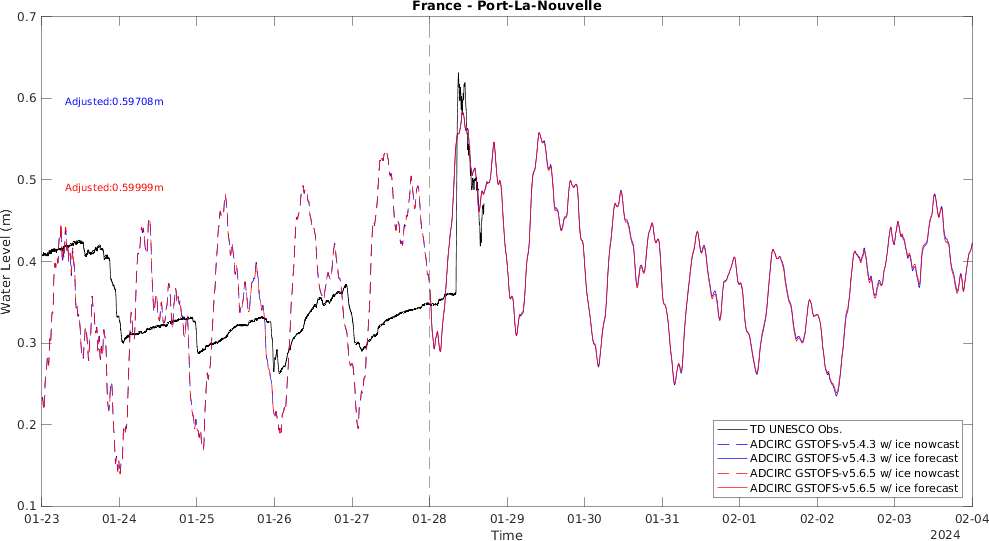 France - Port-La-Nouvelle
0.7
0.6
0.5
0.4
0.3
0.2
0.1
Water Level (m)
Adjusted:0.59708m
Adjusted:0.59999m
TD UNESCO Obs.
ADCIRC GSTOFS-v5.4.3 w/ ice nowcast
ADCIRC GSTOFS-v5.4.3 w/ ice forecast
ADCIRC GSTOFS-v5.6.5 w/ ice nowcast
ADCIRC GSTOFS-v5.6.5 w/ ice forecast
01-23 01-24 01-25 01-26 01-27 01-28 01-29 01-30 01-31 02-01 02-02 02-03 02-04
Time
2024